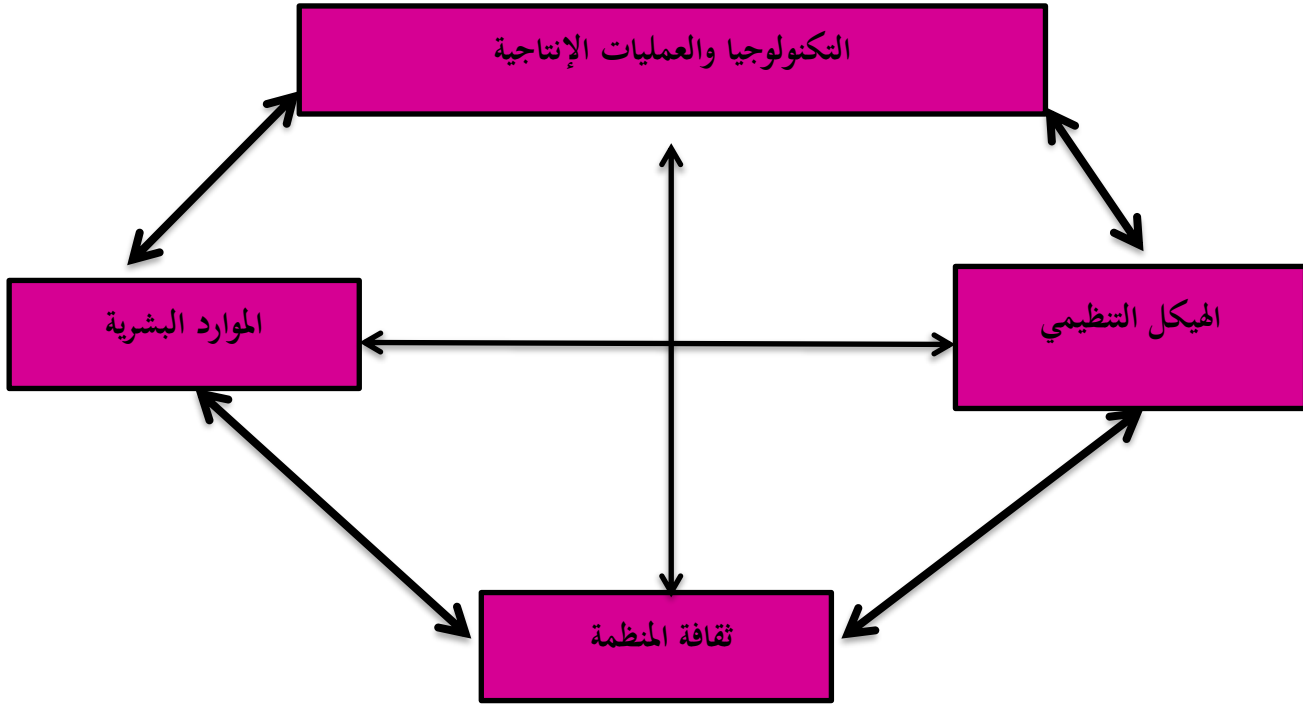 التكنولوجيا والعمليات الإنتاجية
الهيكل التنظيمي
الموارد البشرية
ثقافة المنظمة